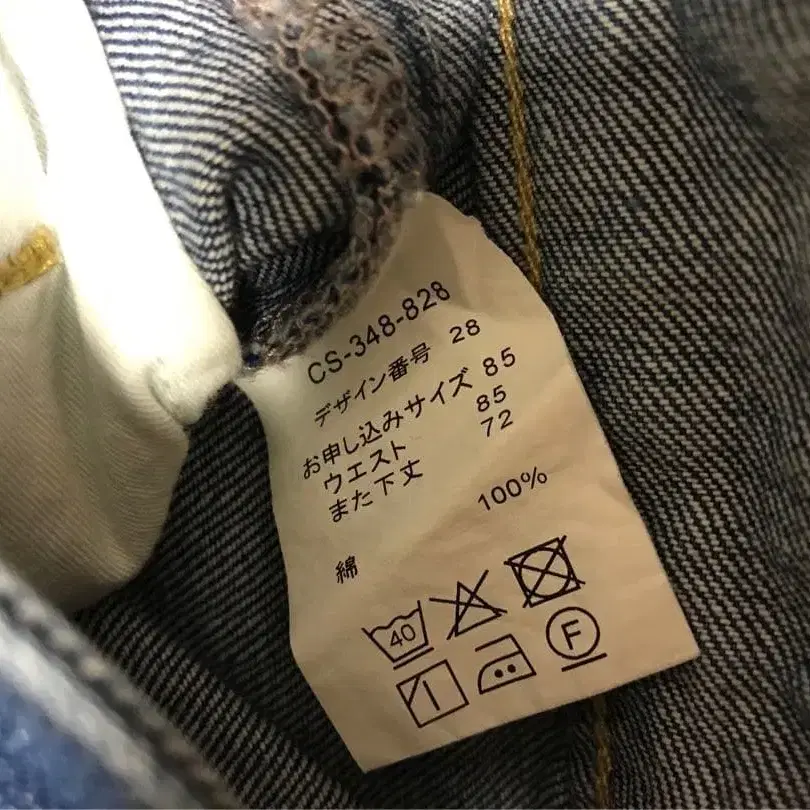 CS-348-828
デザイン番号 28
お申し込みサイズ 85
ウエスト 85
また下丈 72
綿 100%
40
F